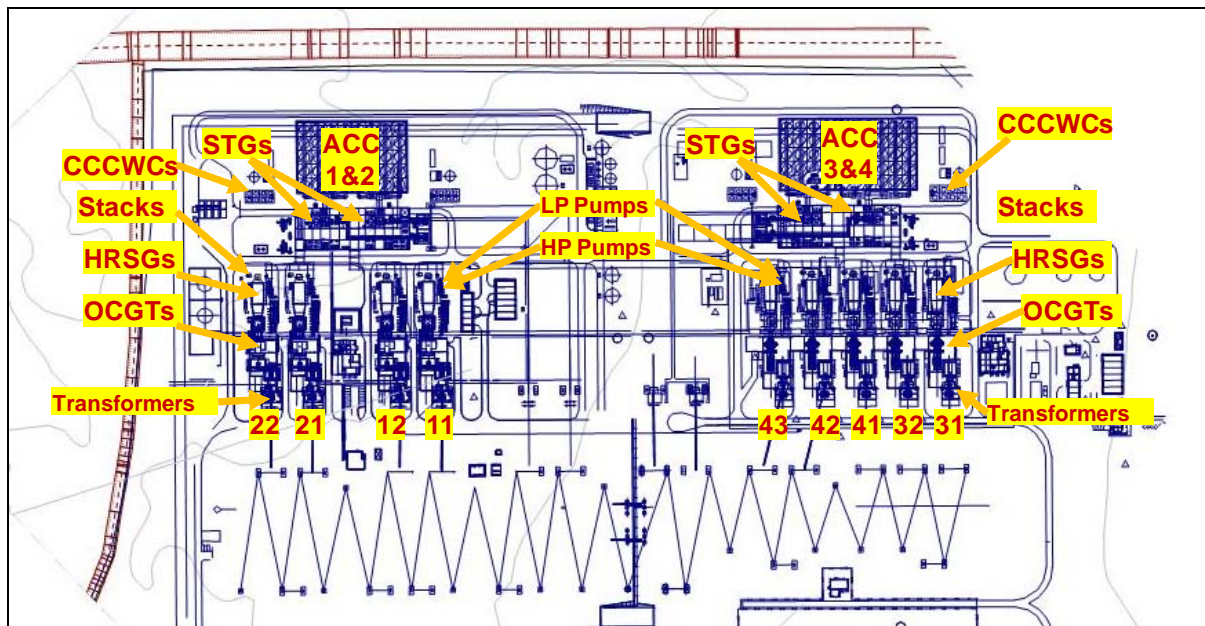 STGs
ACC
1&2
STGs
ACC
3&4
CCCWCs
CCCWCs
Stacks
LP Pumps
Stacks
HRSGs
HP Pumps
HRSGs
OCGTs
OCGTs
Transformers
Transformers
22
21
12
11
43
42
41
32
31